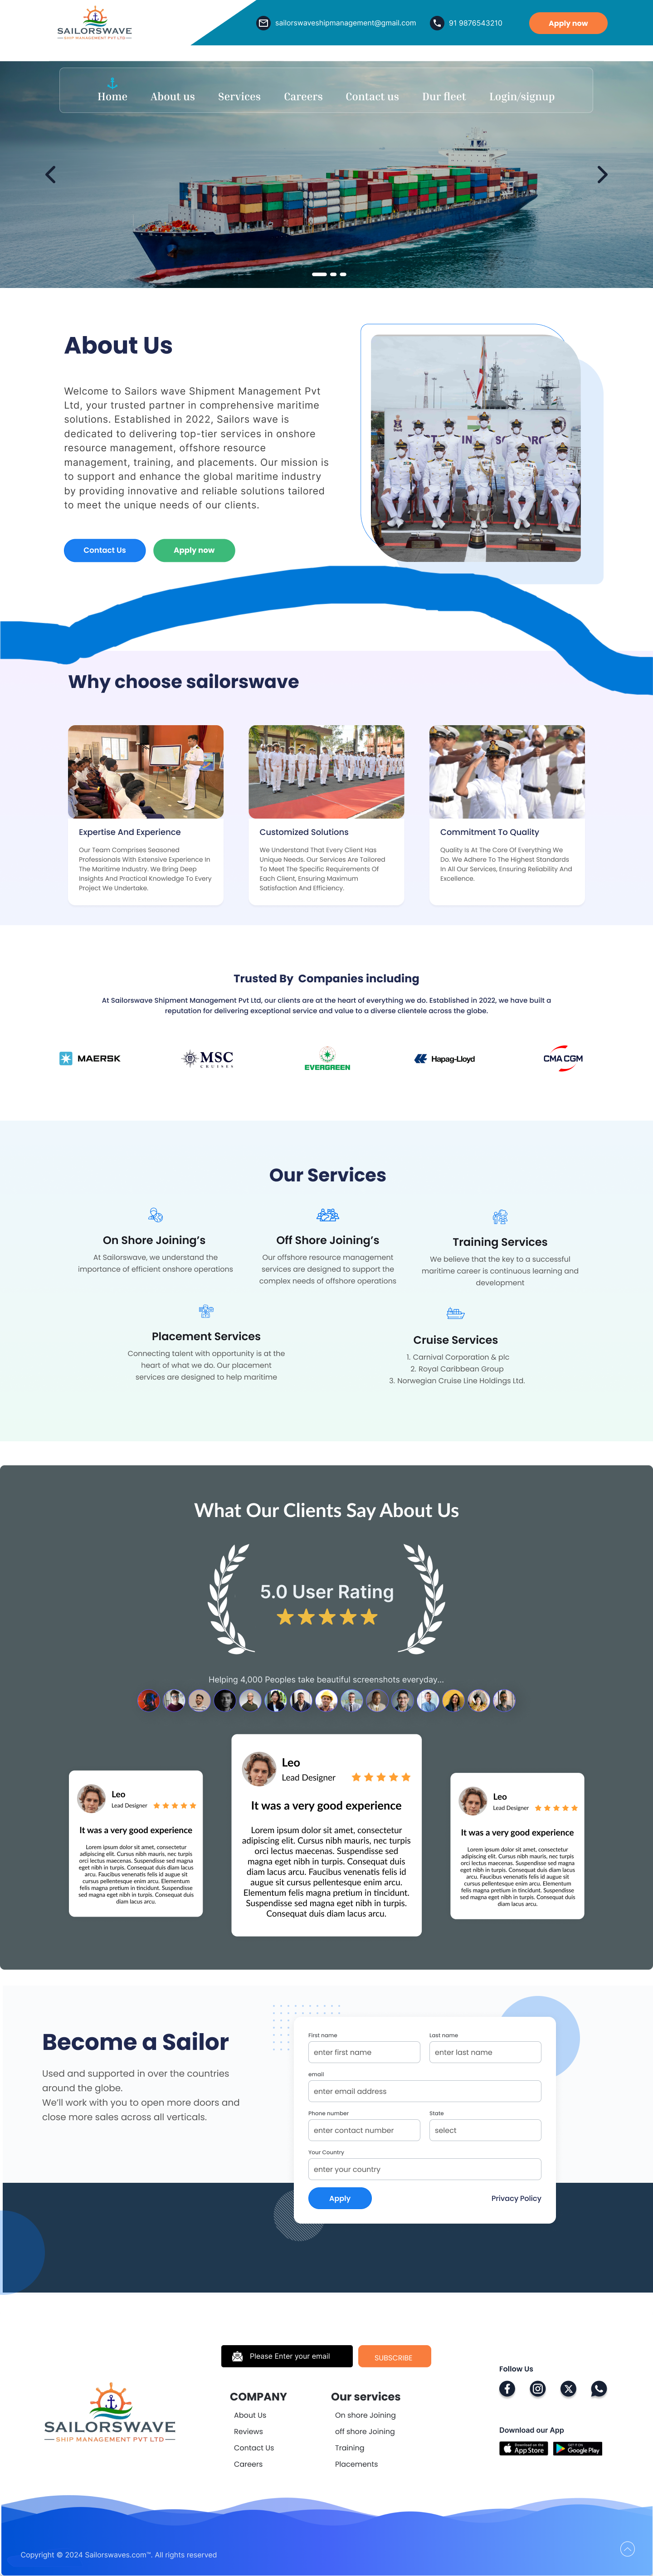 SAILORSWAVE
SHIP MANAGEMENT PVT LTD
sailorswaveshipmanagement@gmail.com
91 9876543210
Apply now
Home
About us
Services
Careers
Contact us
Our fleet
Login/signup
About Us
Welcome to Sailors wave Shipment Management Pvt
Ltd, your trusted partner in comprehensive maritime
solutions. Established in 2022, Sailors wave is
dedicated to delivering top-tier services in onshore
resource management, offshore resource
management, training, and placements. Our mission is
to support and enhance the global maritime industry
by providing innovative and reliable solutions tailored
to meet the unique needs of our clients.
Contact Us
Apply now
Why choose sailorswave
Expertise And Experience
Our Team Comprises Seasoned
Professionals With Extensive Experience In
The Maritime Industry. We Bring Deep
Insights And Practical Knowledge To Every
Project We Undertake.
Customized Solutions
We Understand That Every Client Has
Unique Needs. Our Services Are Tailored
To Meet The Specific Requirements Of
Each Client, Ensuring Maximum
Satisfaction And Efficiency.
Commitment To Quality
Quality Is At The Core Of Everything We
Do. We Adhere To The Highest Standards
In All Our Services, Ensuring Reliability And
Excellence.
Trusted By Companies including
At Sailorswave Shipment Management Pvt Ltd, our clients are at the heart of everything we do. Established in 2022, we have built a
reputation for delivering exceptional service and value to a diverse clientele across the globe.
MAERSK
MSC
CRUISES
EVERGREEN
Hapag-Lloyd
CMA CGM
Our Services
On Shore Joining's
At Sailorswave, we understand the
importance of efficient onshore operations
Off Shore Joining's
Our offshore resource management
services are designed to support the
complex needs of offshore operations
Training Services
We believe that the key to a successful
maritime career is continuous learning and
development
Placement Services
Connecting talent with opportunity is at the
heart of what we do. Our placement
services are designed to help maritime
Cruise Services
1. Carnival Corporation & plc
2. Royal Caribbean Group
3. Norwegian Cruise Line Holdings Ltd.
What Our Clients Say About Us
5.0 User Rating
Helping 4,000 Peoples take beautiful screenshots everyday...
Leo
Lead Designer
It was a very good experience
Lorem ipsum dolor sit amet, consectetur
adipiscing elit. Cursus nibh mauris, nec turpis
orci lectus maecenas. Suspendisse sed magna
eget nibh in turpis. Consequat duis diam lacus
arcu. Faucibus venenatis felis id augue sit
cursus pellentesque enim arcu. Elementum
felis magna pretium in tincidunt. Suspendisse
sed magna eget nibh in turpis. Consequat duis
diam lacus arcu.
Leo
Lead Designer
It was a very good experience
Lorem ipsum dolor sit amet, consectetur
adipiscing elit. Cursus nibh mauris, nec turpis
orci lectus maecenas. Suspendisse sed
magna eget nibh in turpis. Consequat duis
diam lacus arcu. Faucibus venenatis felis id
augue sit cursus pellentesque enim arcu.
Elementum felis magna pretium in tincidunt.
Suspendisse sed magna eget nibh in turpis.
Consequat duis diam lacus arcu.
Leo
Lead Designer
It was a very good experience
Lorem ipsum dolor sit amet, consectetur
adipiscing elit. Cursus nibh mauris, nec turpis
orci lectus maecenas. Suspendisse sed magna
eget nibh in turpis. Consequat duis diam lacus
arcu. Faucibus venenatis felis id augue sit
cursus pellentesque enim arcu. Elementum
felis magna pretium in tincidunt. Suspendisse
sed magna eget nibh in turpis. Consequat duis
diam lacus arcu.
Become a Sailor
Used and supported in over the countries
around the globe.
We'll work with you to open more doors and
close more sales across all verticals.
First name
Last name
enter first name
enter last name
email
enter email address
Phone number
State
enter contact number
select
Your Country
enter your country
Apply
Privacy Policy
Please Enter your email
SUBSCRIBE
SAILORSWAVE
SHIP MANAGEMENT PVT LTD
COMPANY
About Us
Reviews
Contact Us
Careers
Our services
On shore Joining
off shore Joining
Training
Placements
Follow Us
Download our App
Download on the
App Store
GET IT ON
Google Play
Copyright © 2024 Sailorswaves.com™. All rights reserved